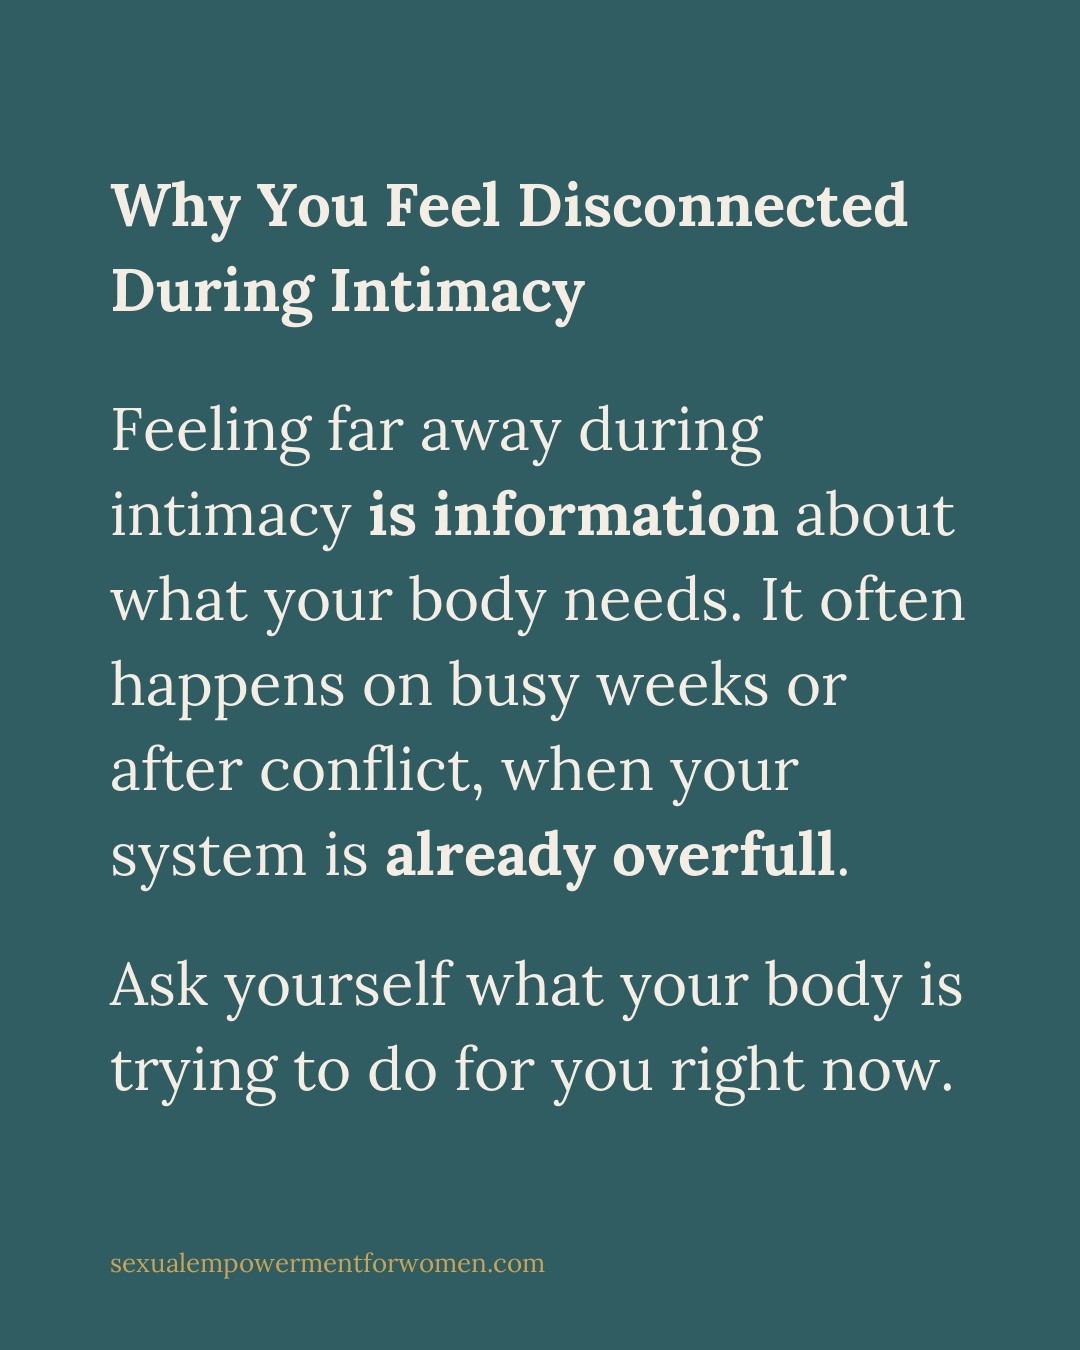 Why You Feel Disconnected
During Intimacy
Feeling far away during
intimacy is information about
what your body needs. It often
happens on busy weeks or
after conflict, when your
system is already overfull.
Ask yourself what your body is
trying to do for you right now.
sexualempowermentforwomen.com